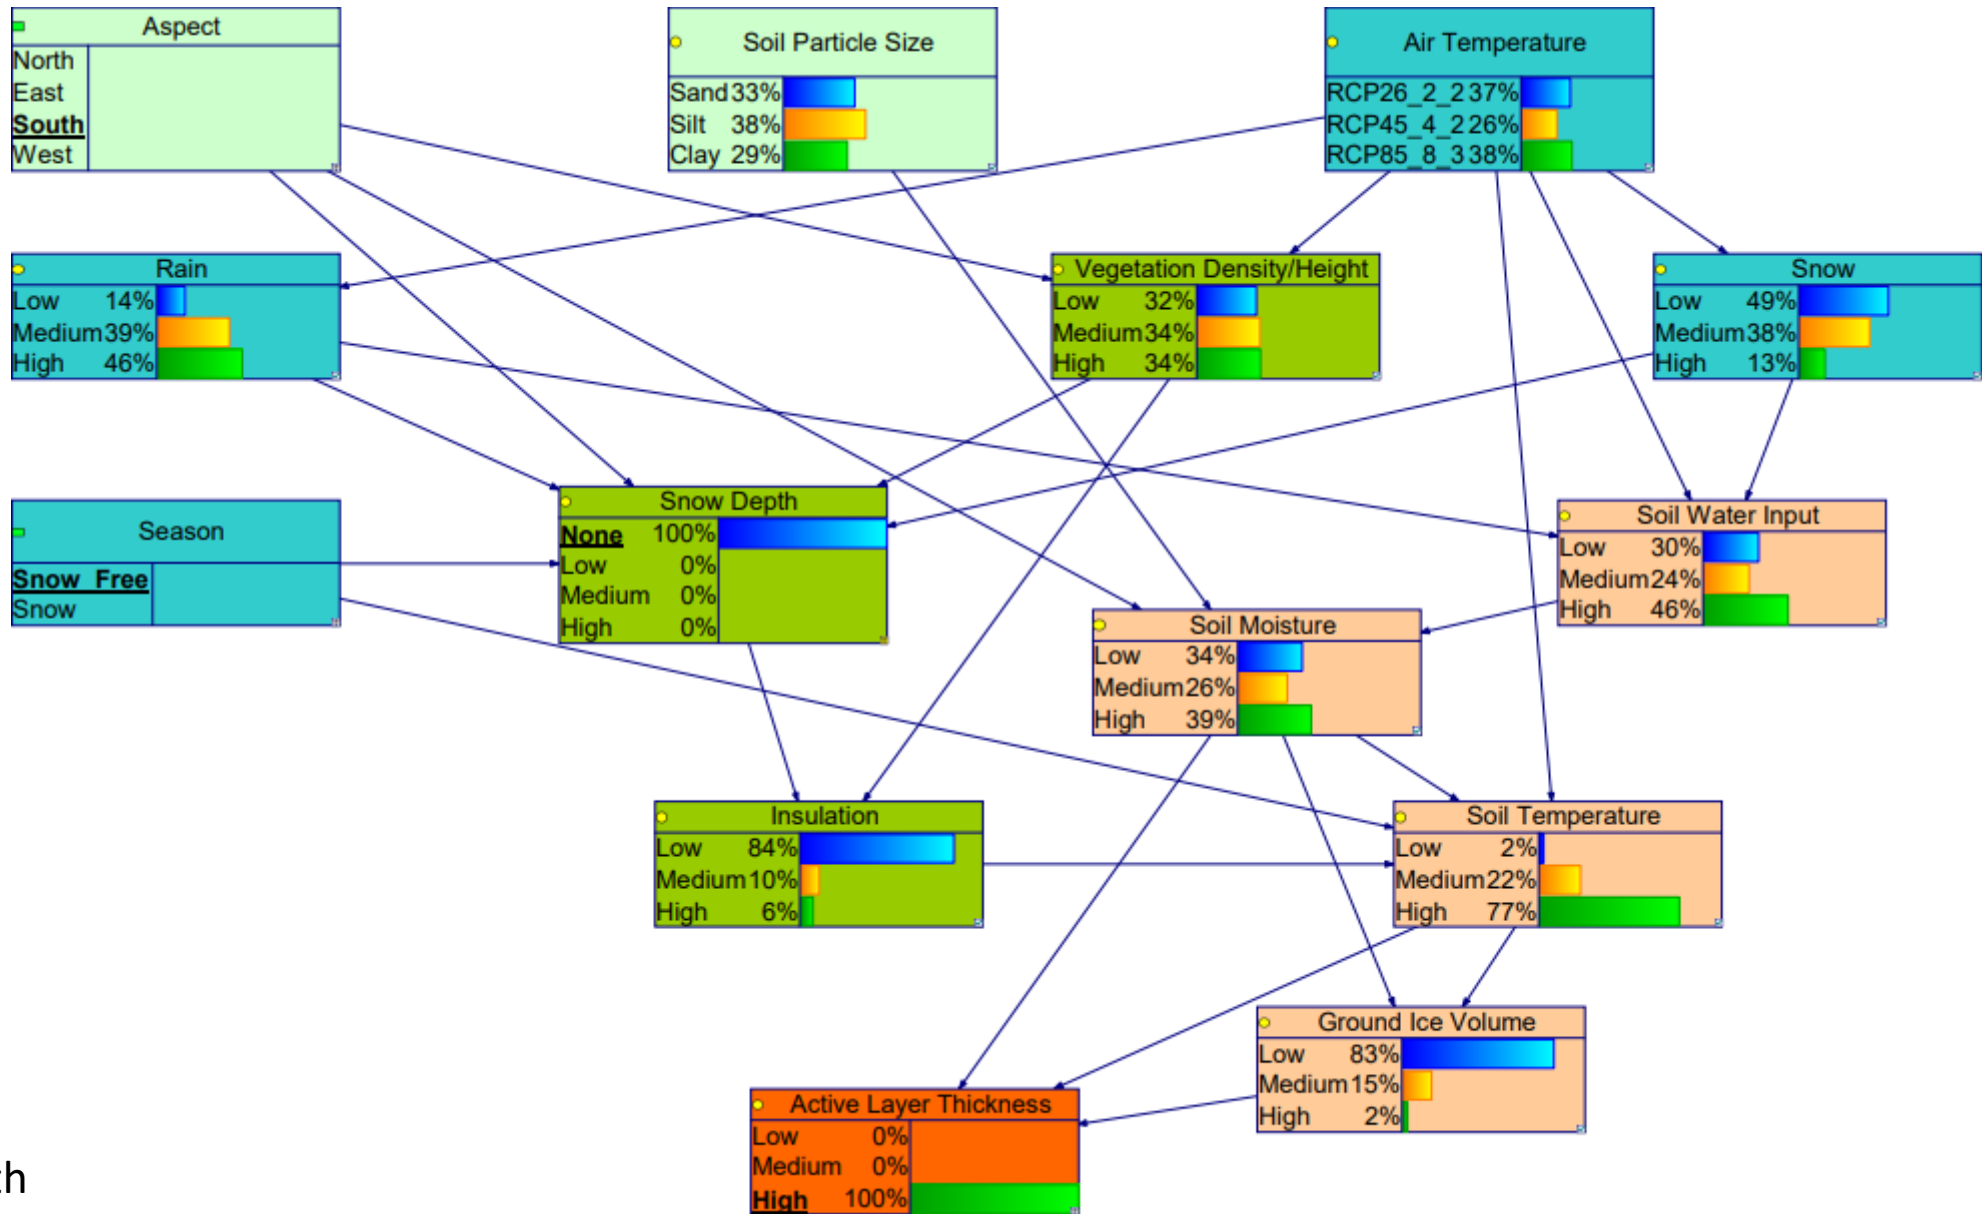 Aspect
North
East
South
West
Soil Particle Size
Sand 33%
Silt 38%
Clay 29%
Air Temperature
RCP26_2_2 37%
RCP45_4_2 26%
RCP85_8_3 38%
Rain
Low 14%
Medium 39%
High 46%
Vegetation Density/Height
Low 32%
Medium 34%
High 34%
Snow
Low 49%
Medium 38%
High 13%
Season
Snow_Free
Snow
Snow Depth
None 100%
Low 0%
Medium 0%
High 0%
Soil Water Input
Low 30%
Medium 24%
High 46%
Soil Moisture
Low 34%
Medium 26%
High 39%
Insulation
Low 84%
Medium 10%
High 6%
Soil Temperature
Low 2%
Medium 22%
High 77%
Ground Ice Volume
Low 83%
Medium 15%
High 2%
Active Layer Thickness
Low 0%
Medium 0%
High 100%